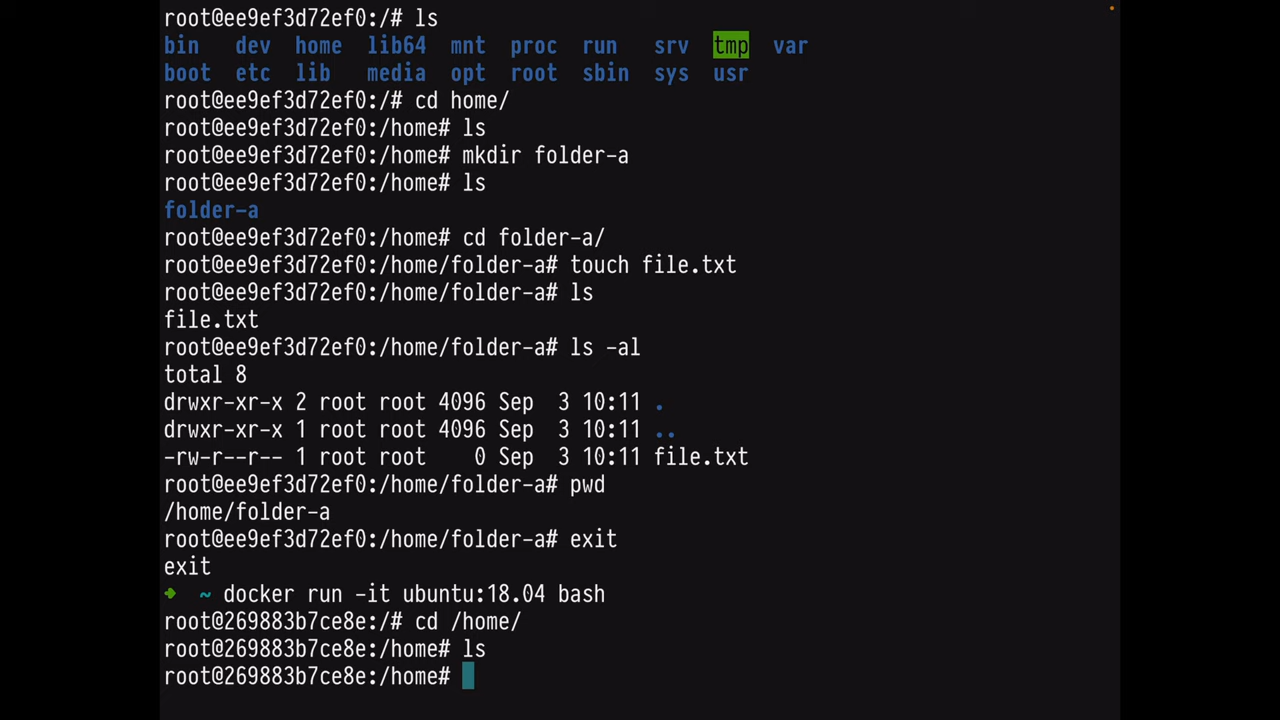 root@ee9ef3d72ef0:/# ls
bin   dev  home  lib64  mnt  proc  run   srv  tmp  var
boot  etc  lib   media  opt  root  sbin  sys  usr
root@ee9ef3d72ef0:/# cd home/
root@ee9ef3d72ef0:/home# ls
root@ee9ef3d72ef0:/home# mkdir folder-a
root@ee9ef3d72ef0:/home# ls
folder-a
root@ee9ef3d72ef0:/home# cd folder-a/
root@ee9ef3d72ef0:/home/folder-a# touch file.txt
root@ee9ef3d72ef0:/home/folder-a# ls
file.txt
root@ee9ef3d72ef0:/home/folder-a# ls -al
total 8
drwxr-xr-x 2 root root 4096 Sep  3 10:11 .
drwxr-xr-x 1 root root 4096 Sep  3 10:11 ..
-rw-r--r-- 1 root root    0 Sep  3 10:11 file.txt
root@ee9ef3d72ef0:/home/folder-a# pwd
/home/folder-a
root@ee9ef3d72ef0:/home/folder-a# exit
exit
➜  ~ docker run -it ubuntu:18.04 bash
root@269883b7ce8e:/# cd /home/
root@269883b7ce8e:/home# ls
root@269883b7ce8e:/home#